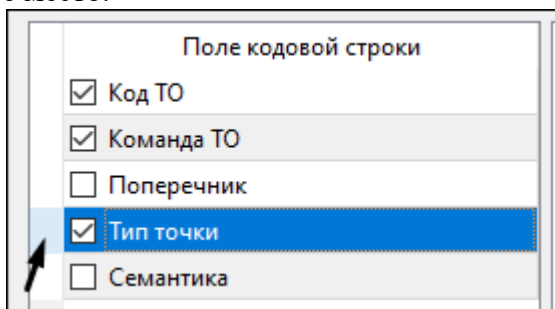 Поле кодовой строки
Код ТО
Команда ТО
Поперечник
Тип точки
Семантика